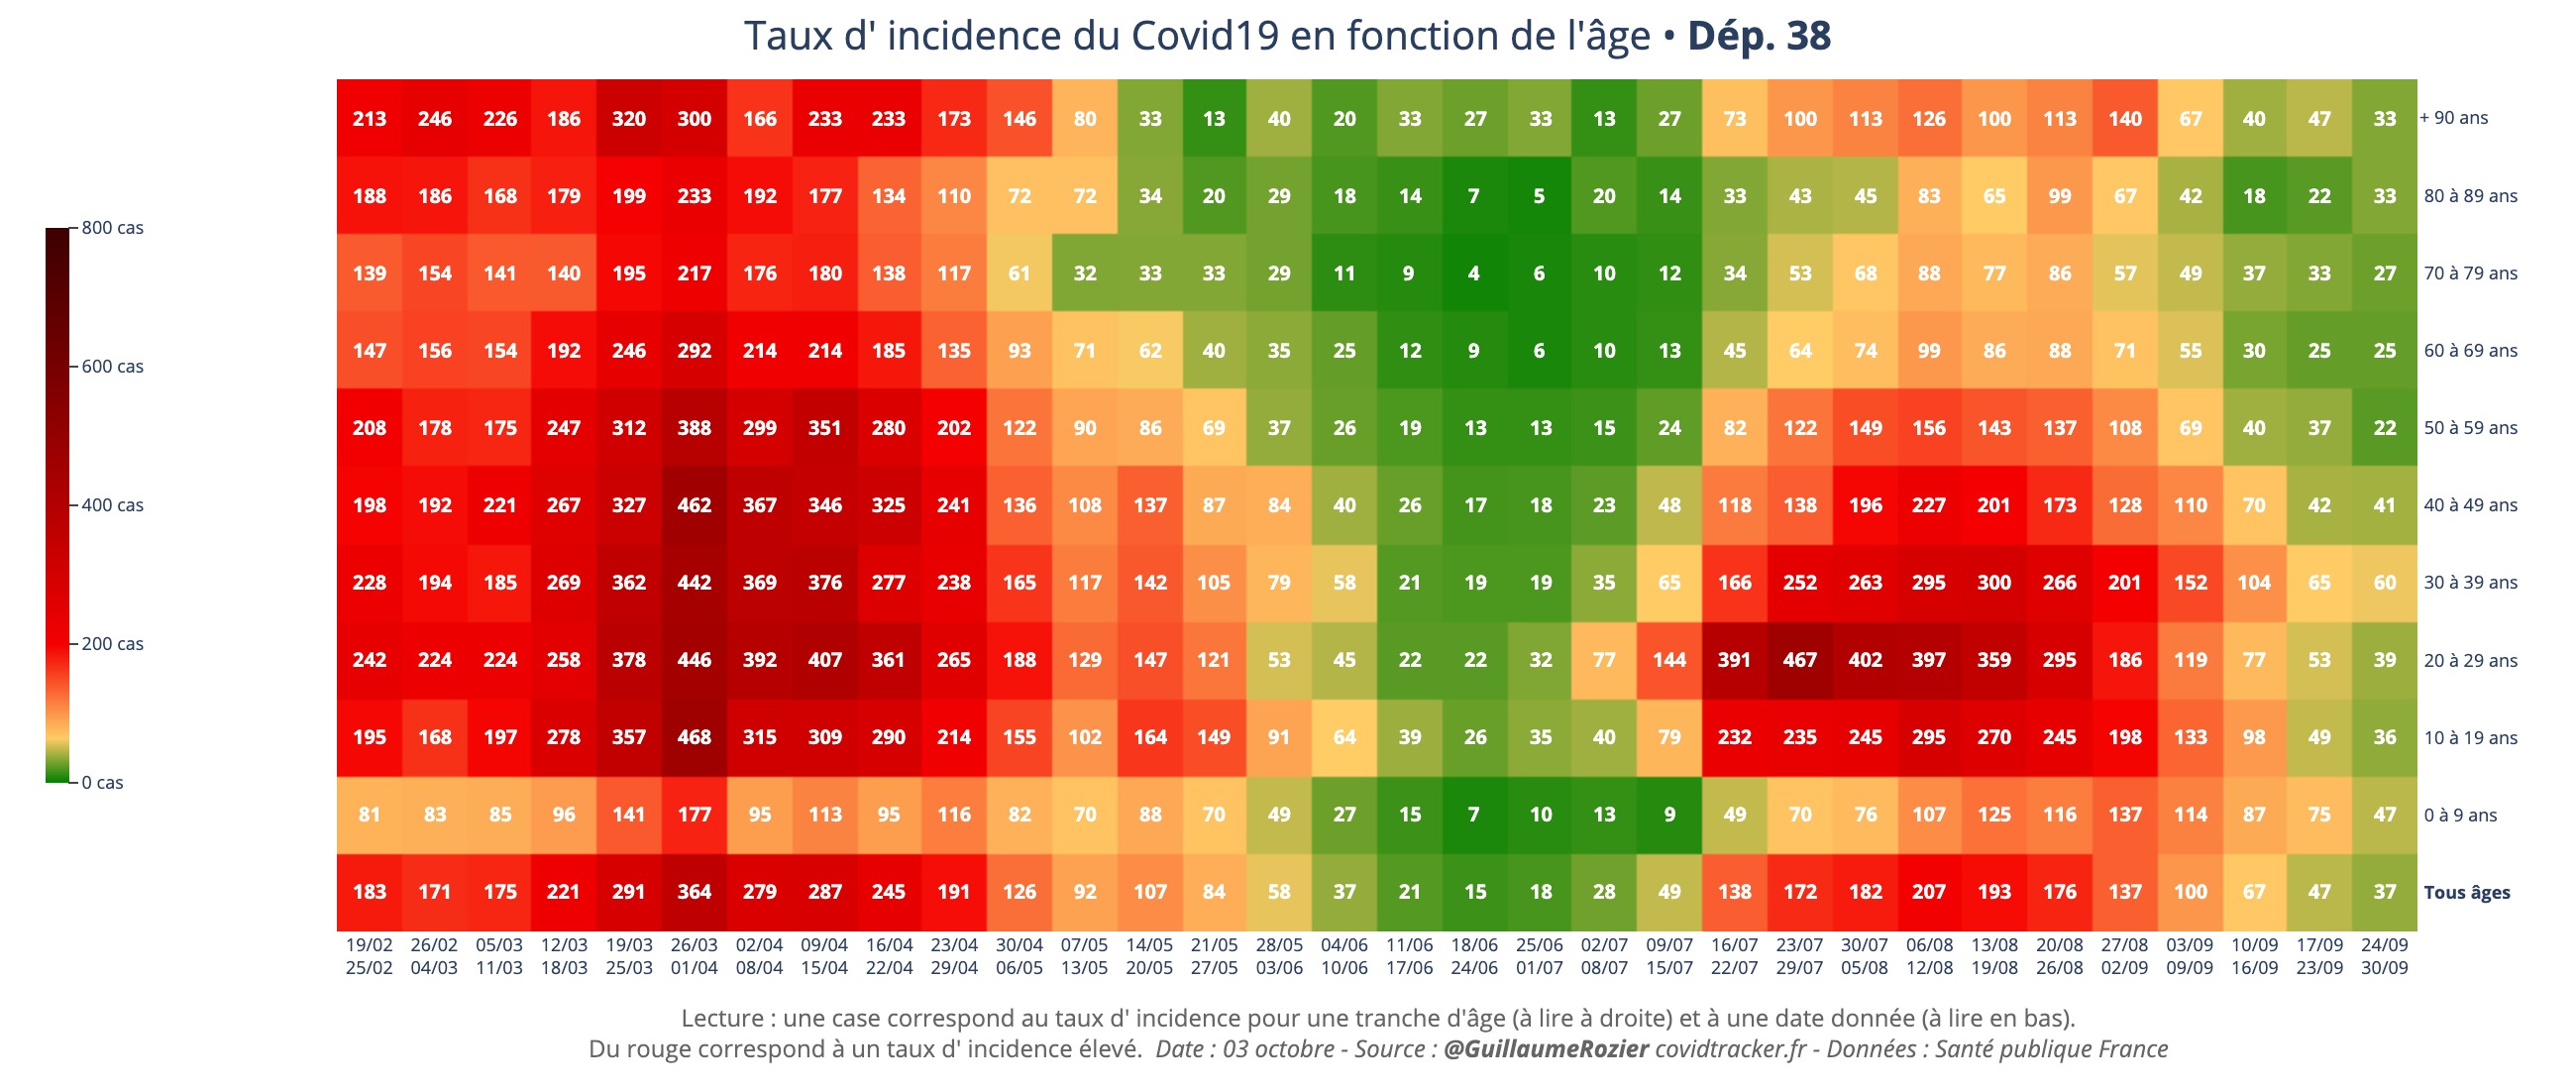 Taux d' incidence du Covid19 en fonction de l'âge • Dép. 38
800 cas
600 cas
400 cas
200 cas
0 cas
213 246 226 186 320 300 166 233 233 173 146 80 33 13 40 20 33 27 33 13 27 73 100 113 126 100 113 140 67 40 47 33 + 90 ans
188 186 168 179 199 233 192 177 134 110 72 72 34 20 29 18 14 7 5 20 14 33 43 45 83 65 99 67 42 18 22 33 80 à 89 ans
139 154 141 140 195 217 176 180 138 117 61 32 33 33 29 11 9 4 6 10 12 34 53 68 88 77 86 57 49 37 33 27 70 à 79 ans
147 156 154 192 246 292 214 214 185 135 93 71 62 40 35 25 12 9 6 10 13 45 64 74 99 86 88 71 55 30 25 25 60 à 69 ans
208 178 175 247 312 388 299 351 280 202 122 90 86 69 37 26 19 13 13 15 24 82 122 149 156 143 137 108 69 40 37 22 50 à 59 ans
198 192 221 267 327 462 367 346 325 241 136 108 137 87 84 40 26 17 18 23 48 118 138 196 227 201 173 128 110 70 42 41 40 à 49 ans
228 194 185 269 362 442 369 376 277 238 165 117 142 105 79 58 21 19 19 35 65 166 252 263 295 300 266 201 152 104 65 60 30 à 39 ans
242 224 224 258 378 446 392 407 361 265 188 129 147 121 53 45 22 22 32 77 144 391 467 402 397 359 295 186 119 77 53 39 20 à 29 ans
195 168 197 278 357 468 315 309 290 214 155 102 164 149 91 64 39 26 35 40 79 232 235 245 295 270 245 198 133 98 49 36 10 à 19 ans
81 83 85 96 141 177 95 113 95 116 82 70 88 70 49 27 15 7 10 13 9 49 70 76 107 125 116 137 114 87 75 47 0 à 9 ans
183 171 175 221 291 364 279 287 245 191 126 92 107 84 58 37 21 15 18 28 49 138 172 182 207 193 176 137 100 67 47 37 Tous âges
19/02 26/02 05/03 12/03 19/03 26/03 02/04 09/04 16/04 23/04 30/04 07/05 14/05 21/05 28/05 04/06 11/06 18/06 25/06 02/07 09/07 16/07 23/07 30/07 06/08 13/08 20/08 27/08 03/09 10/09 17/09 24/09
25/02 04/03 11/03 18/03 25/03 01/04 08/04 15/04 22/04 29/04 06/05 13/05 20/05 27/05 03/06 10/06 17/06 24/06 01/07 08/07 15/07 22/07 29/07 05/08 12/08 19/08 26/08 02/09 09/09 16/09 23/09 30/09
Lecture : une case correspond au taux d' incidence pour une tranche d'âge (à lire à droite) et à une date donnée (à lire en bas).
Du rouge correspond à un taux d' incidence élevé. Date : 03 octobre - Source : @GuillaumeRozier covidtracker.fr - Données : Santé publique France